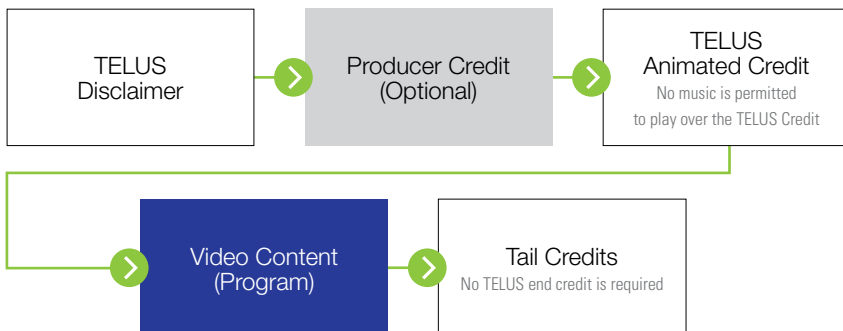 TELUS
Disclaimer
Producer Credit
(Optional)
TELUS
Animated Credit
No music is permitted
to play over the TELUS Credit
Video Content
(Program)
Tail Credits
No TELUS end credit is required